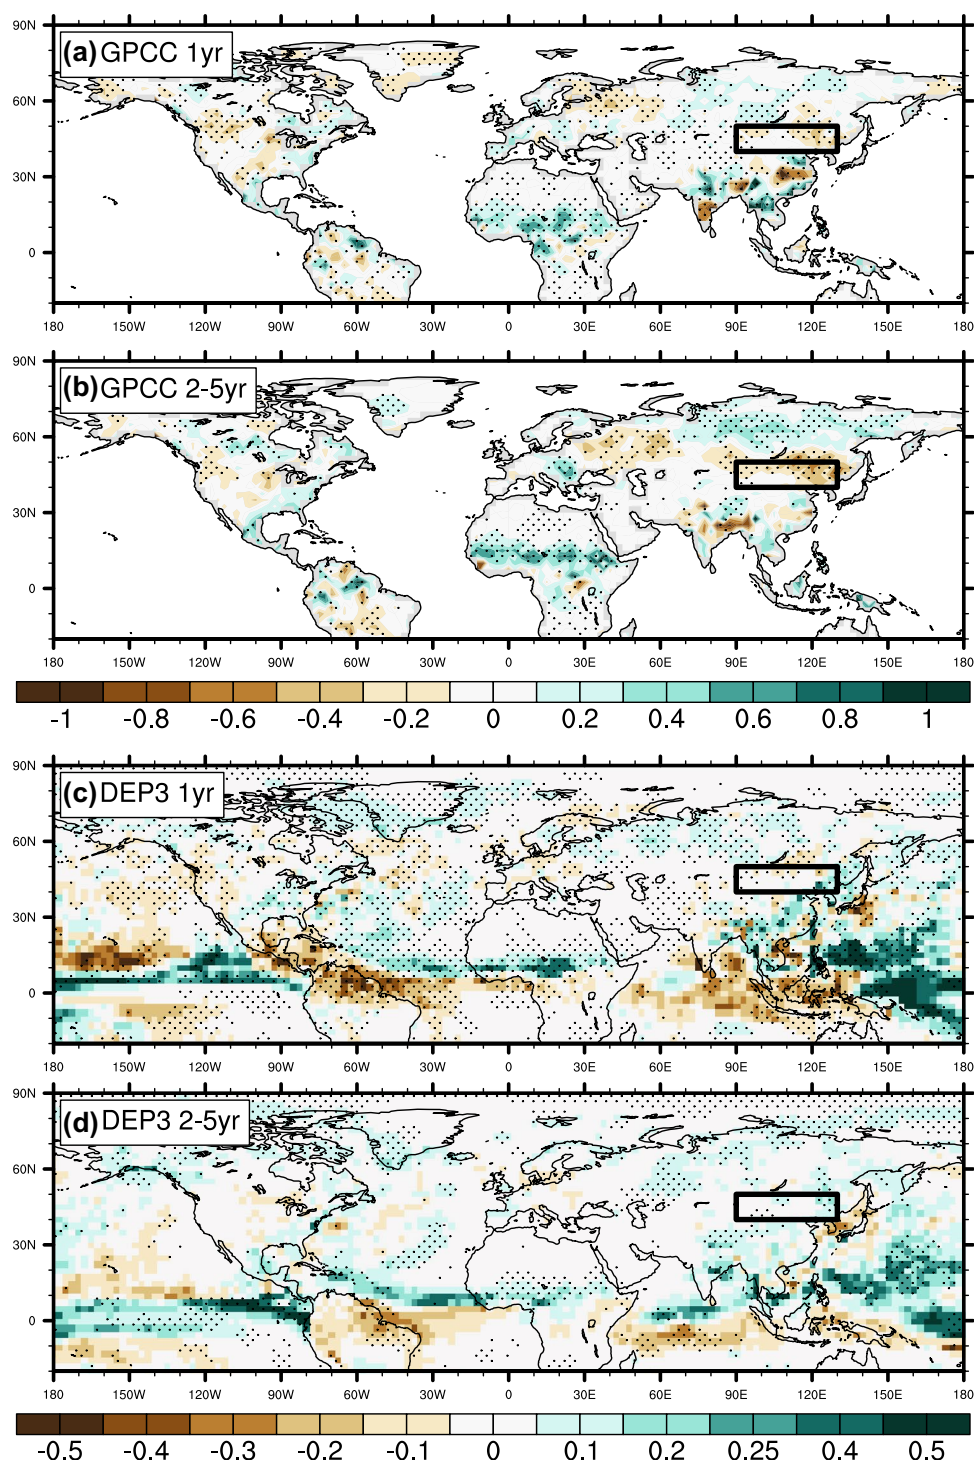 90N
(a) GPCC 1yr
60N
30N
0
180 150W 120W 90W 60W 30W 0 30E 60E 90E 120E 150E 180
90N
(b) GPCC 2-5yr
60N
30N
0
180 150W 120W 90W 60W 30W 0 30E 60E 90E 120E 150E 180
-1 -0.8 -0.6 -0.4 -0.2 0 0.2 0.4 0.6 0.8 1
90N
(c) DEP3 1yr
60N
30N
0
180 150W 120W 90W 60W 30W 0 30E 60E 90E 120E 150E 180
90N
(d) DEP3 2-5yr
60N
30N
0
180 150W 120W 90W 60W 30W 0 30E 60E 90E 120E 150E 180
-0.5 -0.4 -0.3 -0.2 -0.1 0 0.1 0.2 0.25 0.4 0.5